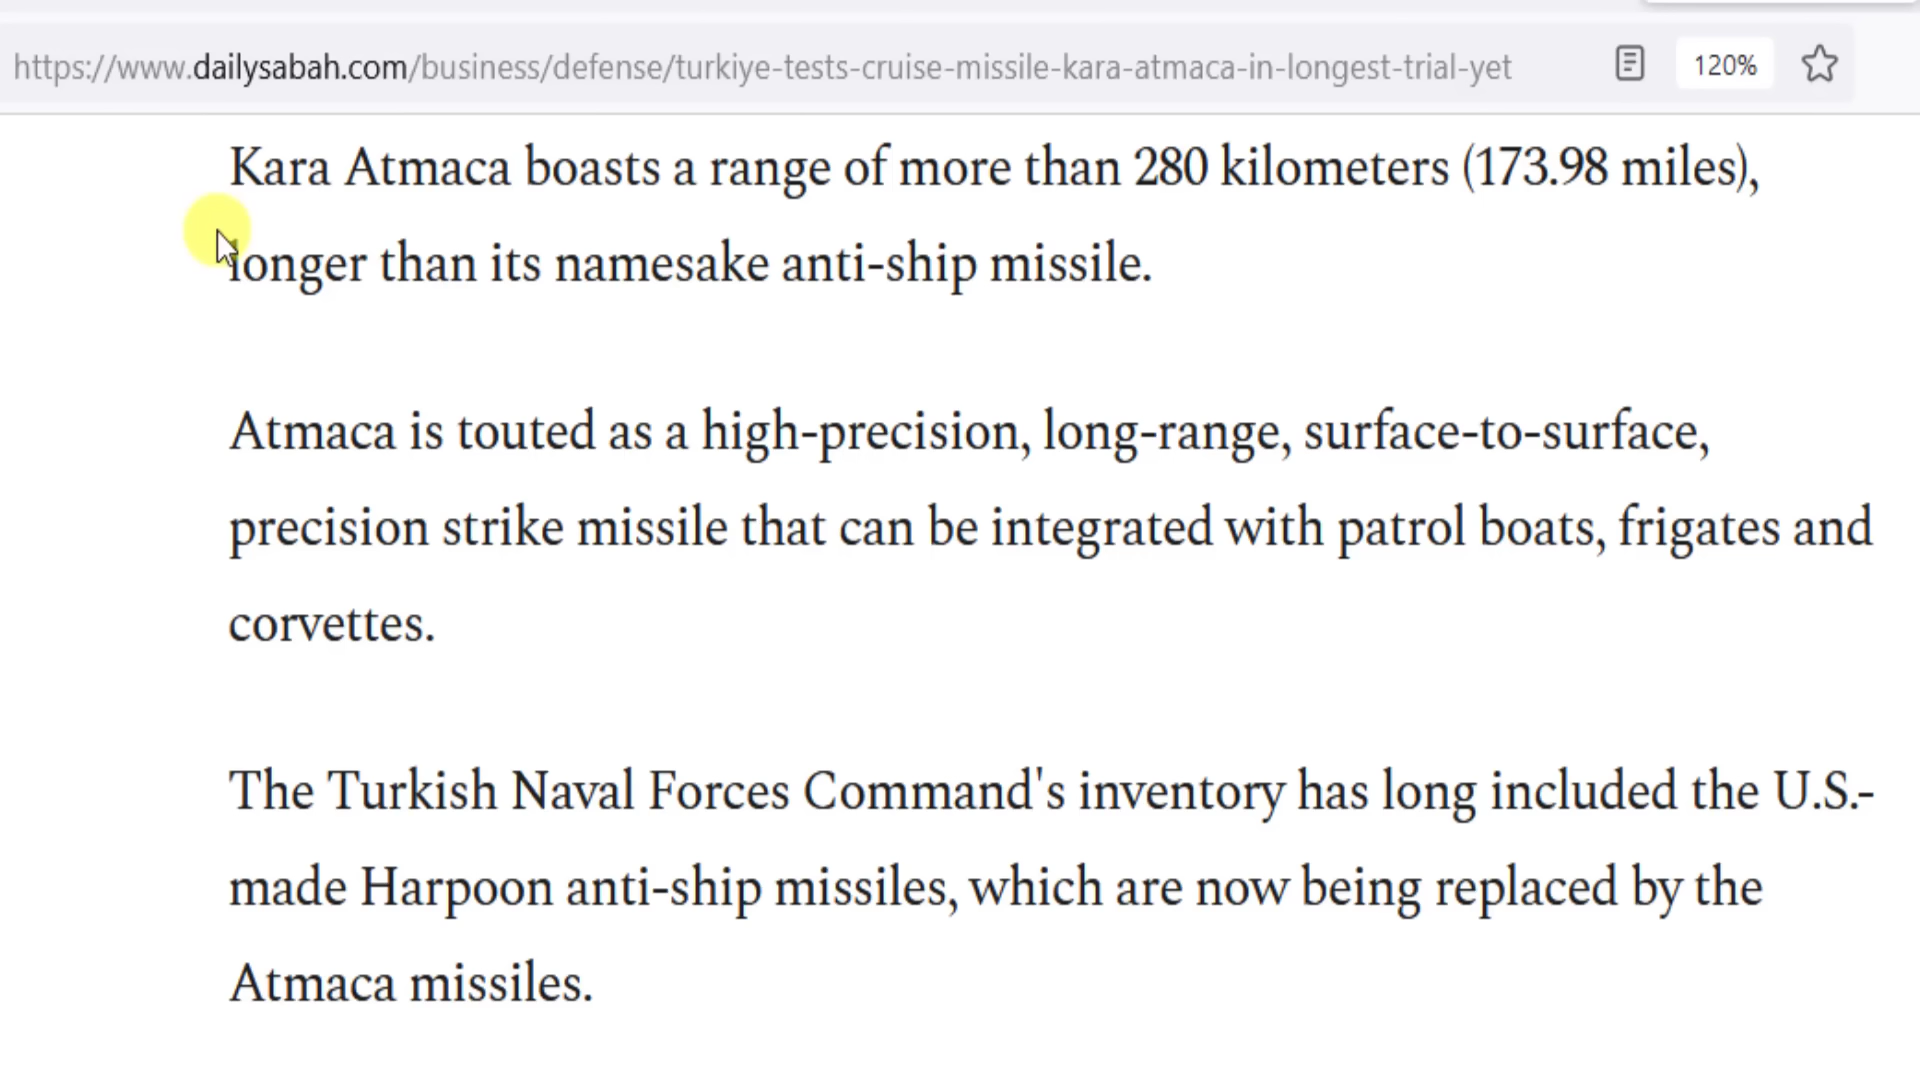 https://www.dailysabah.com/business/defense/turkiye-tests-cruise-missile-kara-atmaca-in-longest-trial-yet 120%
Kara Atmaca boasts a range of more than 280 kilometers (173.98 miles),
longer than its namesake anti-ship missile.
Atmaca is touted as a high-precision, long-range, surface-to-surface,
precision strike missile that can be integrated with patrol boats, frigates and
corvettes.
The Turkish Naval Forces Command's inventory has long included the U.S.-
made Harpoon anti-ship missiles, which are now being replaced by the
Atmaca missiles.